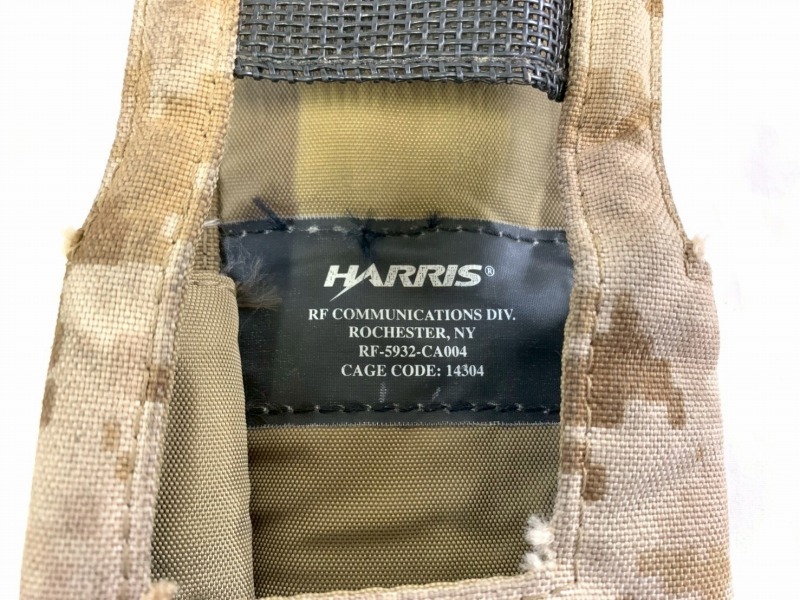 HARRIS®
RF COMMUNICATIONS DIV.
ROCHESTER, NY
RF-5932-CA004
CAGE CODE: 14304